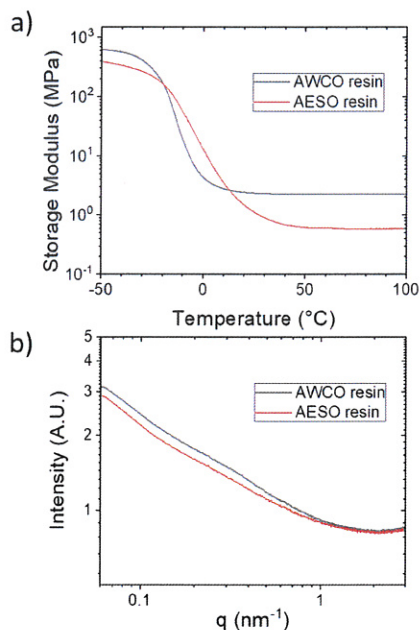 a)
Storage Modulus (MPa)
10³
10²
10¹
10⁰
10⁻¹
AWCO resin
AESO resin
-50
0
50
100
Temperature (°C)
b)
Intensity (A.U.)
5
4
3
2
1
AWCO resin
AESO resin
0.1
1
q (nm⁻¹)